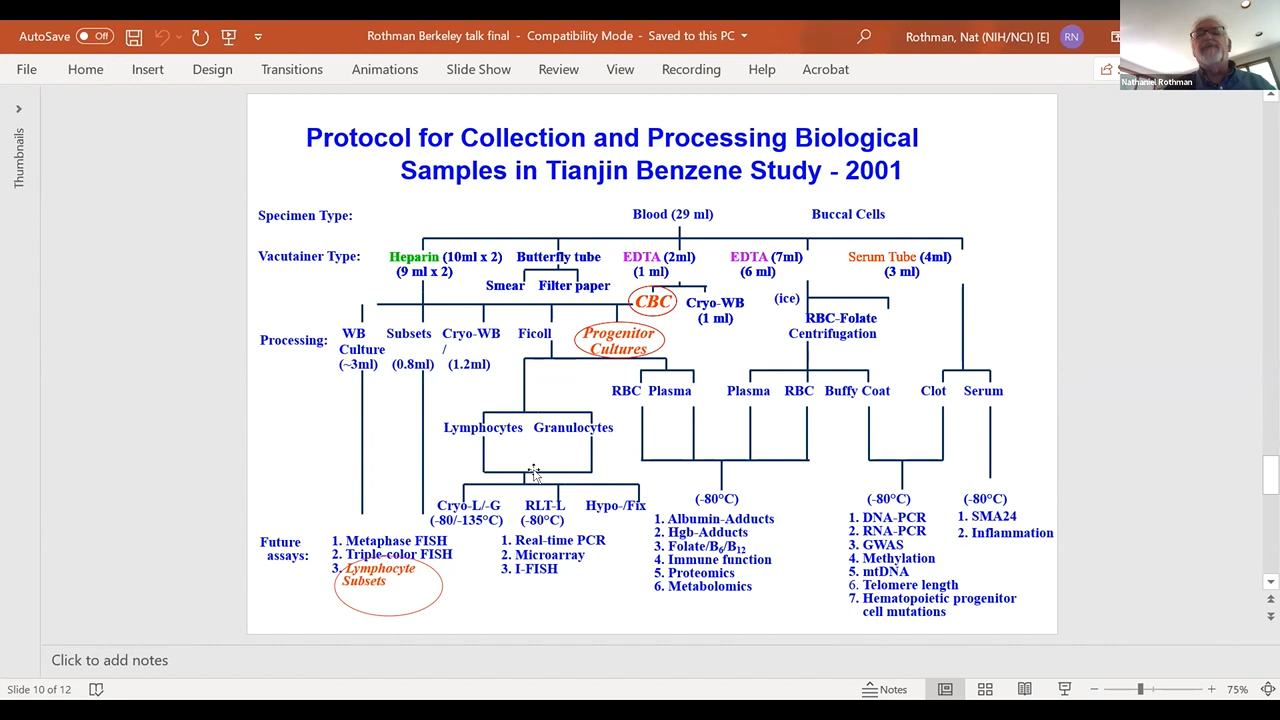 AutoSave Off Rothman Berkeley talk final - Compatibility Mode - Saved to this PC Rothman, Nat (NIH/NCI) [E] RN
Nathaniel Rothman
File Home Insert Design Transitions Animations Slide Show Review View Recording Help Acrobat
Thumbnails
Protocol for Collection and Processing Biological
Samples in Tianjin Benzene Study - 2001
Specimen Type: Blood (29 ml) Buccal Cells
Vacutainer Type: Heparin (10ml x 2) Butterfly tube EDTA (2ml) EDTA (7ml) Serum Tube (4ml)
(9 ml x 2) (1 ml) (6 ml) (3 ml)
Smear Filter paper
CBC Cryo-WB (ice)
(1 ml) RBC-Folate
Processing: WB Subsets Cryo-WB Ficoll Progenitor Centrifugation
Culture / Cultures
(~3ml) (0.8ml) (1.2ml)
RBC Plasma Plasma RBC Buffy Coat Clot Serum
Lymphocytes Granulocytes
Cryo-L/-G RLT-L Hypo-/Fix (-80°C) (-80°C) (-80°C)
(-80/-135°C) (-80°C)
Future
assays:
1. Metaphase FISH
2. Triple-color FISH
3. Lymphocyte
Subsets
1. Real-time PCR
2. Microarray
3. I-FISH
1. Albumin-Adducts
2. Hgb-Adducts
3. Folate/B6/B12
4. Immune function
5. Proteomics
6. Metabolomics
1. DNA-PCR
2. RNA-PCR
3. GWAS
4. Methylation
5. mtDNA
6. Telomere length
7. Hematopoietic progenitor
cell mutations
1. SMA24
2. Inflammation
Click to add notes
Slide 10 of 12 Notes 75%